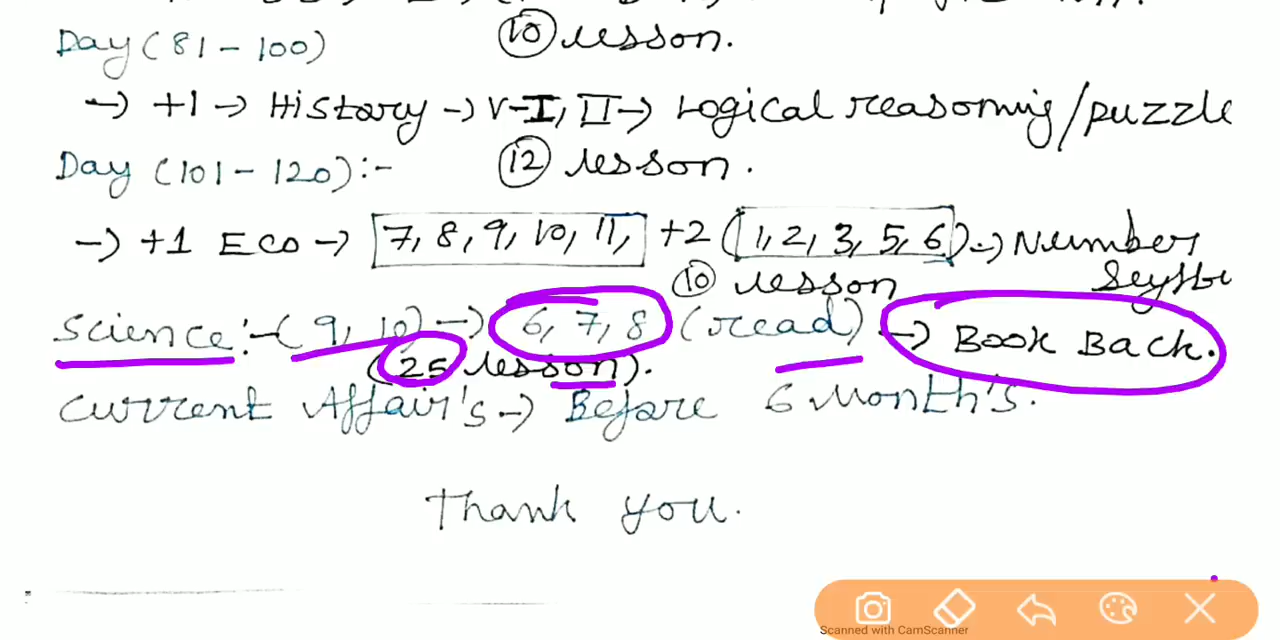 Day (81 - 100) 10 lesson.
→ +1 → History → V-I, II → Logical reasoning/puzzle
Day (101 - 120):- 12 lesson.
→ +1 Eco → 7, 8, 9, 10, 11, +2 (1, 2, 3, 5, 6) → Number
10 lesson
Science:- (9, 10) → 6, 7, 8 (read) → Book Back.
(25 lesson).
Current Affair's → Before 6 Month's.
Thank you.
Scanned with CamScanner